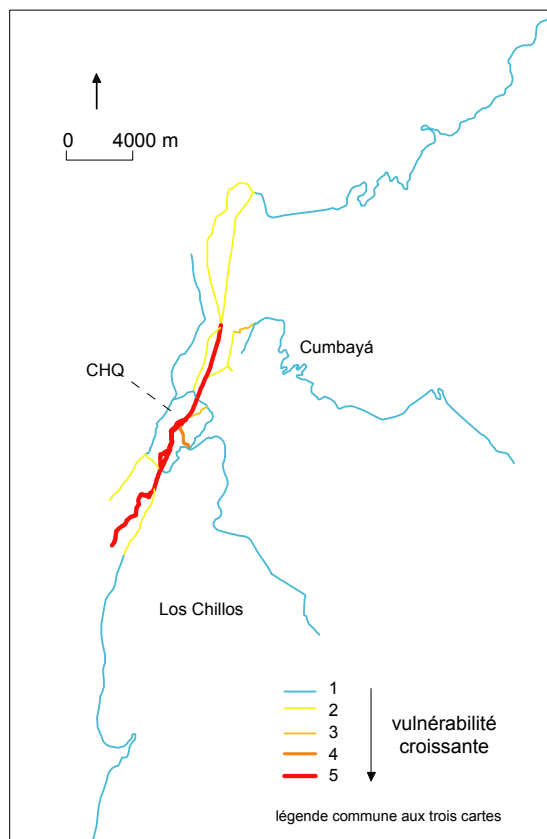 0 4000 m
Cumbayá
CHQ
Los Chillos
1
2
3
4
5
vulnérabilité
croissante
légende commune aux trois cartes